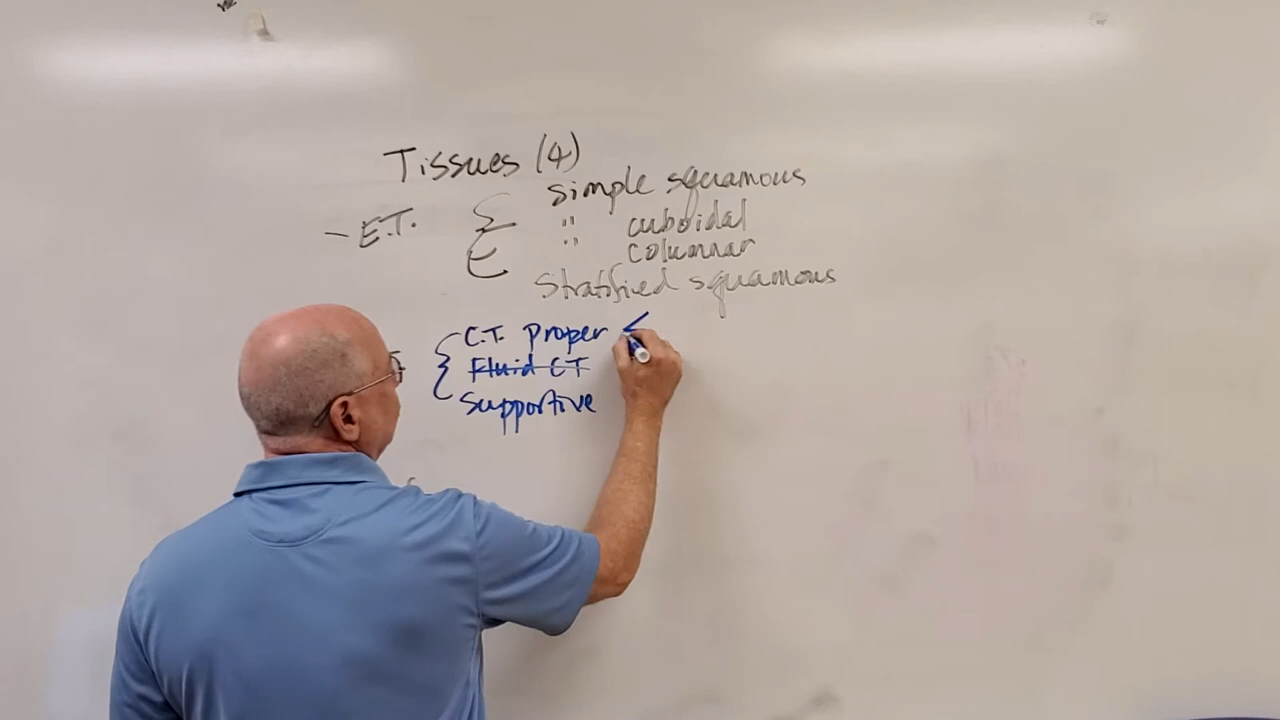 Tissues (4)
- E.T. { simple squamous
" cuboidal
" columnar
Stratified squamous
{ C.T. proper <
Fluid CT
Supportive